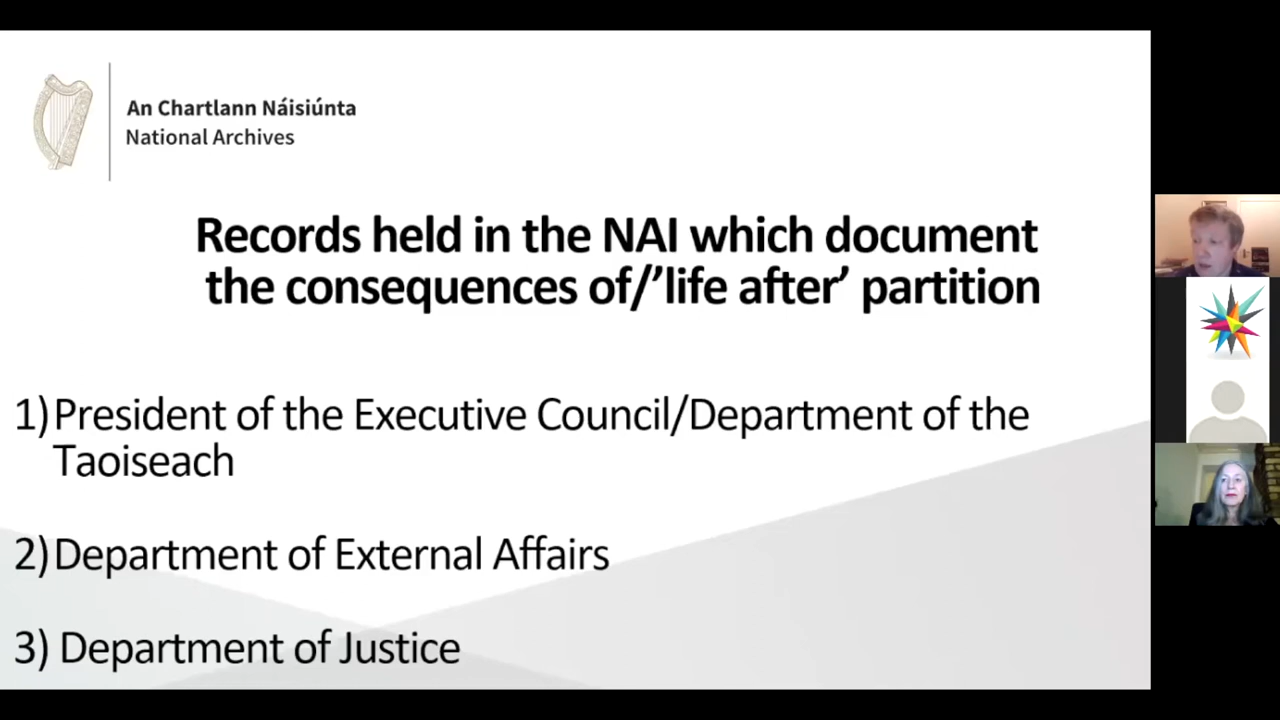 An Chartlann Náisiúnta
National Archives
Records held in the NAI which document
the consequences of/’life after’ partition
1) President of the Executive Council/Department of the
Taoiseach
2) Department of External Affairs
3) Department of Justice